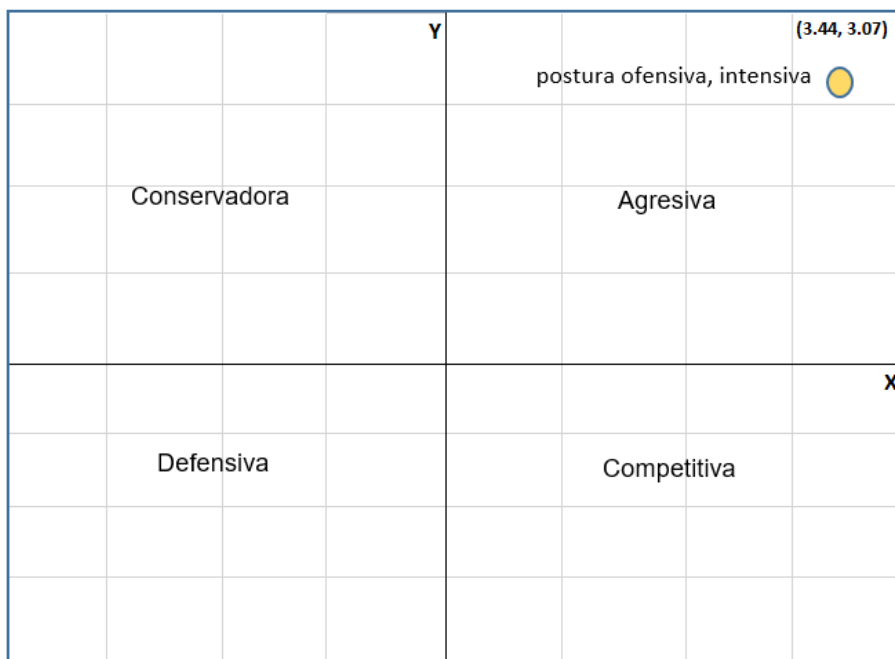 Y
(3.44, 3.07)
postura ofensiva, intensiva
Conservadora
Agresiva
X
Defensiva
Competitiva